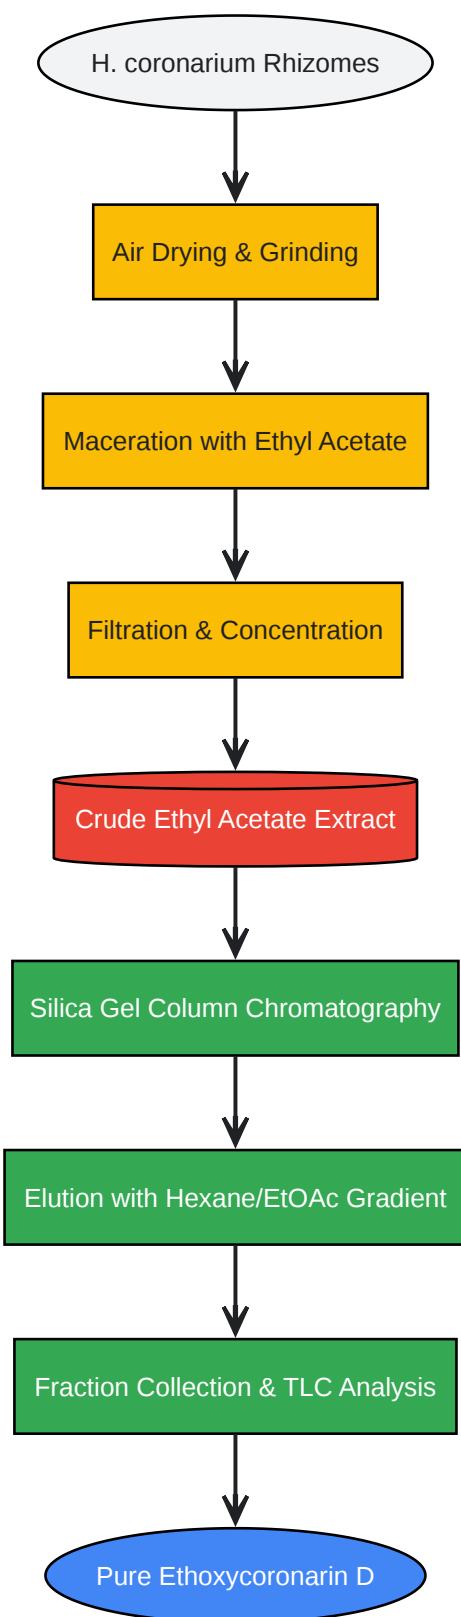 H. coronarium Rhizomes
Air Drying & Grinding
Maceration with Ethyl Acetate
Filtration & Concentration
Crude Ethyl Acetate Extract
Silica Gel Column Chromatography
Elution with Hexane/EtOAc Gradient
Fraction Collection & TLC Analysis
Pure Ethoxycoronarin D